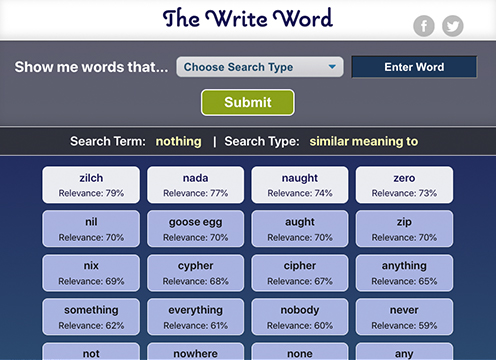 The Write Word
Show me words that... Choose Search Type Enter Word
Submit
Search Term: nothing | Search Type: similar meaning to
zilch nada naught zero
Relevance: 79% Relevance: 77% Relevance: 74% Relevance: 73%
nil goose egg aught zip
Relevance: 70% Relevance: 70% Relevance: 70% Relevance: 70%
nix cypher cipher anything
Relevance: 69% Relevance: 68% Relevance: 67% Relevance: 65%
something everything nobody never
Relevance: 62% Relevance: 61% Relevance: 60% Relevance: 59%
not nowhere none any